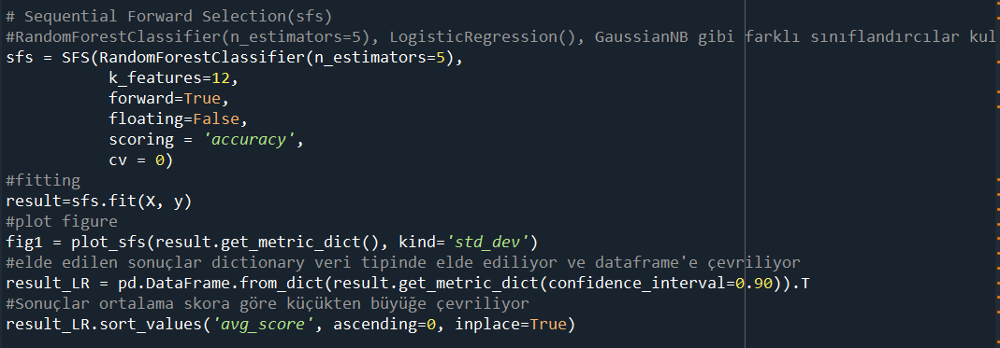 # Sequential Forward Selection(sfs)
#RandomForestClassifier(n_estimators=5), LogisticRegression(), GaussianNB gibi farklı sınıflandırcılar kul
sfs = SFS(RandomForestClassifier(n_estimators=5),
k_features=12,
forward=True,
floating=False,
scoring = 'accuracy',
cv = 0)
#fitting
result=sfs.fit(X, y)
#plot figure
fig1 = plot_sfs(result.get_metric_dict(), kind='std_dev')
#elde edilen sonuçlar dictionary veri tipinde elde ediliyor ve dataframe'e çevriliyor
result_LR = pd.DataFrame.from_dict(result.get_metric_dict(confidence_interval=0.90)).T
#Sonuçlar ortalama skora göre küçükten büyüğe çevriliyor
result_LR.sort_values('avg_score', ascending=0, inplace=True)